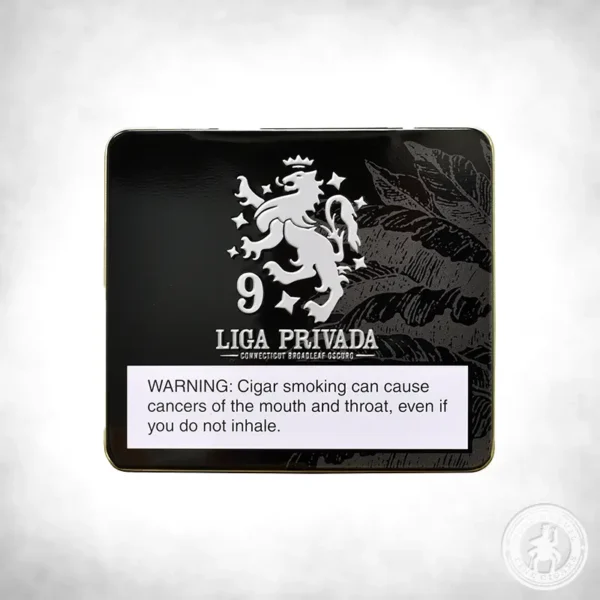 9
LIGA PRIVADA
CONNECTICUT BROADLEAF OSCURO
WARNING: Cigar smoking can cause
cancers of the mouth and throat, even if
you do not inhale.